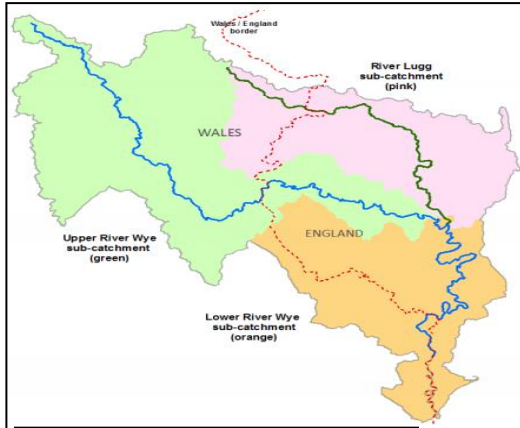 Wales / England
border
River Lugg
sub-catchment
(pink)
WALES
ENGLAND
Upper River Wye
sub-catchment
(green)
Lower River Wye
sub-catchment
(orange)